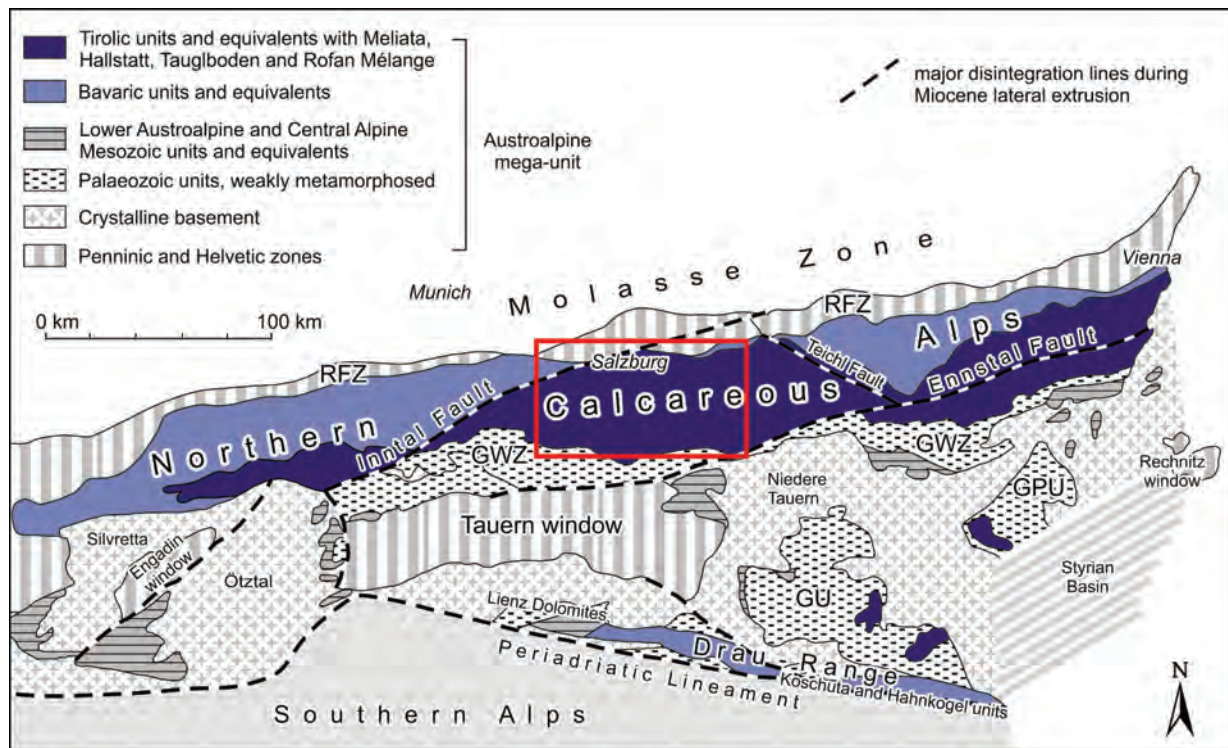 Tirolic units and equivalents with Meliata,
Hallstatt, Tauglboden and Rofan Mélange
Bavaric units and equivalents
Lower Austroalpine and Central Alpine
Mesozoic units and equivalents
Palaeozoic units, weakly metamorphosed
Crystalline basement
Penninic and Helvetic zones
Austroalpine
mega-unit
major disintegration lines during
Miocene lateral extrusion
0 km
100 km
Munich
Molasse Zone
Vienna
RFZ
RFZ
Salzburg
Northern Calcareous Alps
Inntal Fault
Teichl Fault
Ennstal Fault
GWZ
GWZ
Rechnitz
window
GPU
Niedere
Tauern
Tauern window
Silvretta
Engadin
window
Ötztal
Styrian
Basin
GU
Lienz Dolomites
Drau Range
Periadriatic Lineament
Koschuta and Hahnkogel units
Southern Alps
N